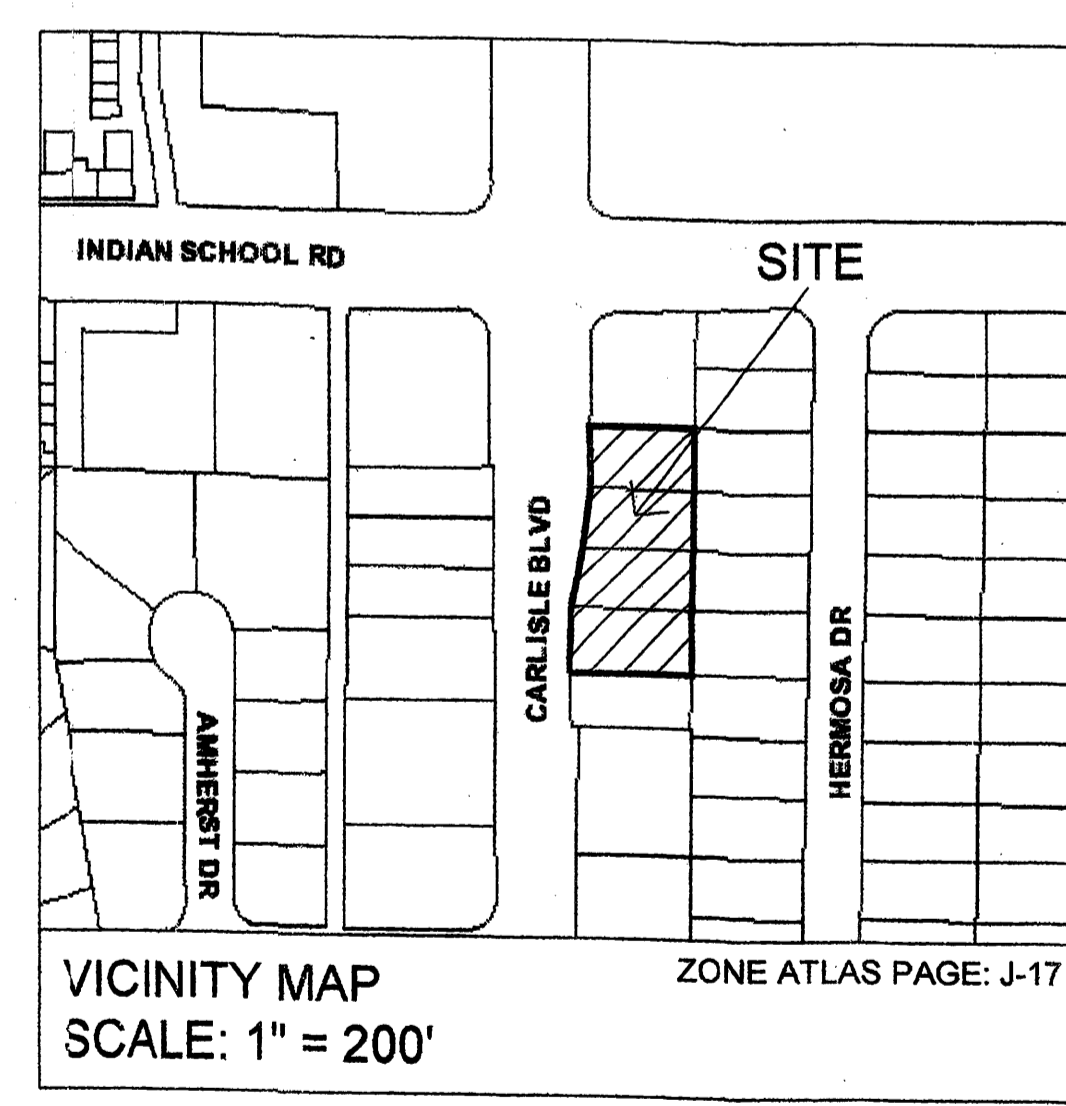 INDIAN SCHOOL RD
SITE
CARLISLE BLVD
HERMOSA DR
AMHERST DR
VICINITY MAP
SCALE: 1" = 200'
ZONE ATLAS PAGE: J-17